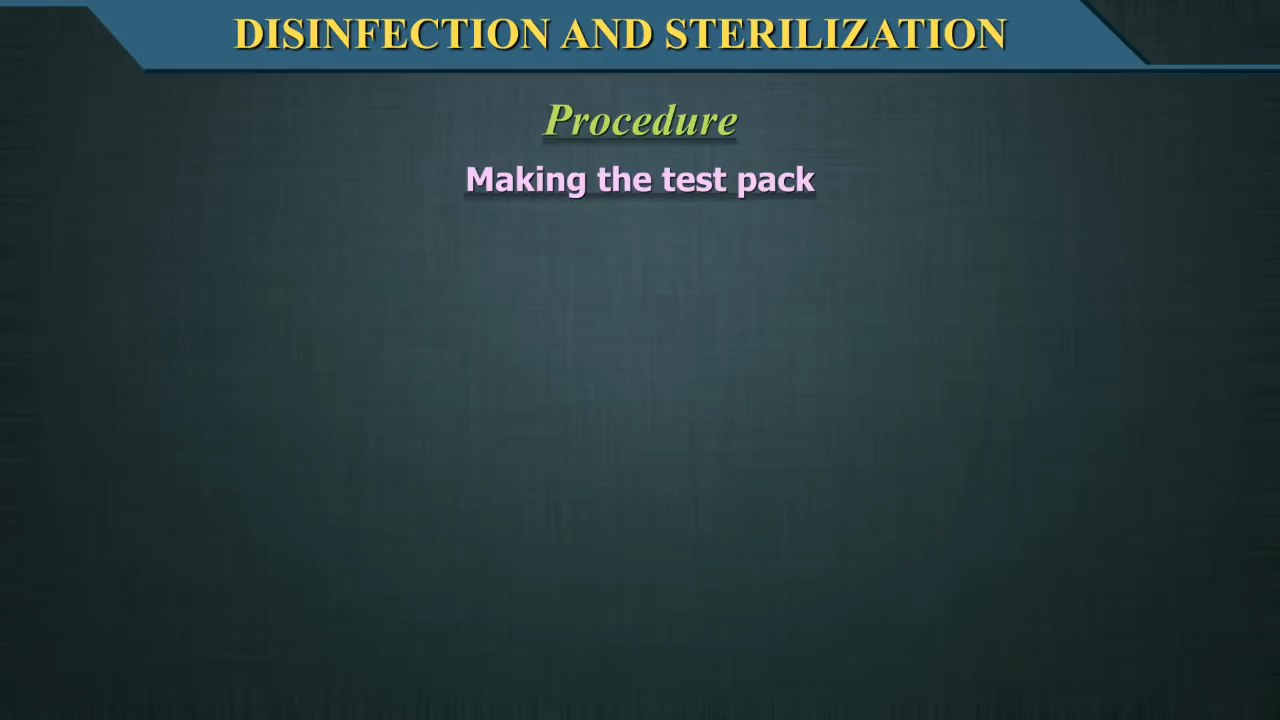 DISINFECTION AND STERILIZATION
Procedure
Making the test pack